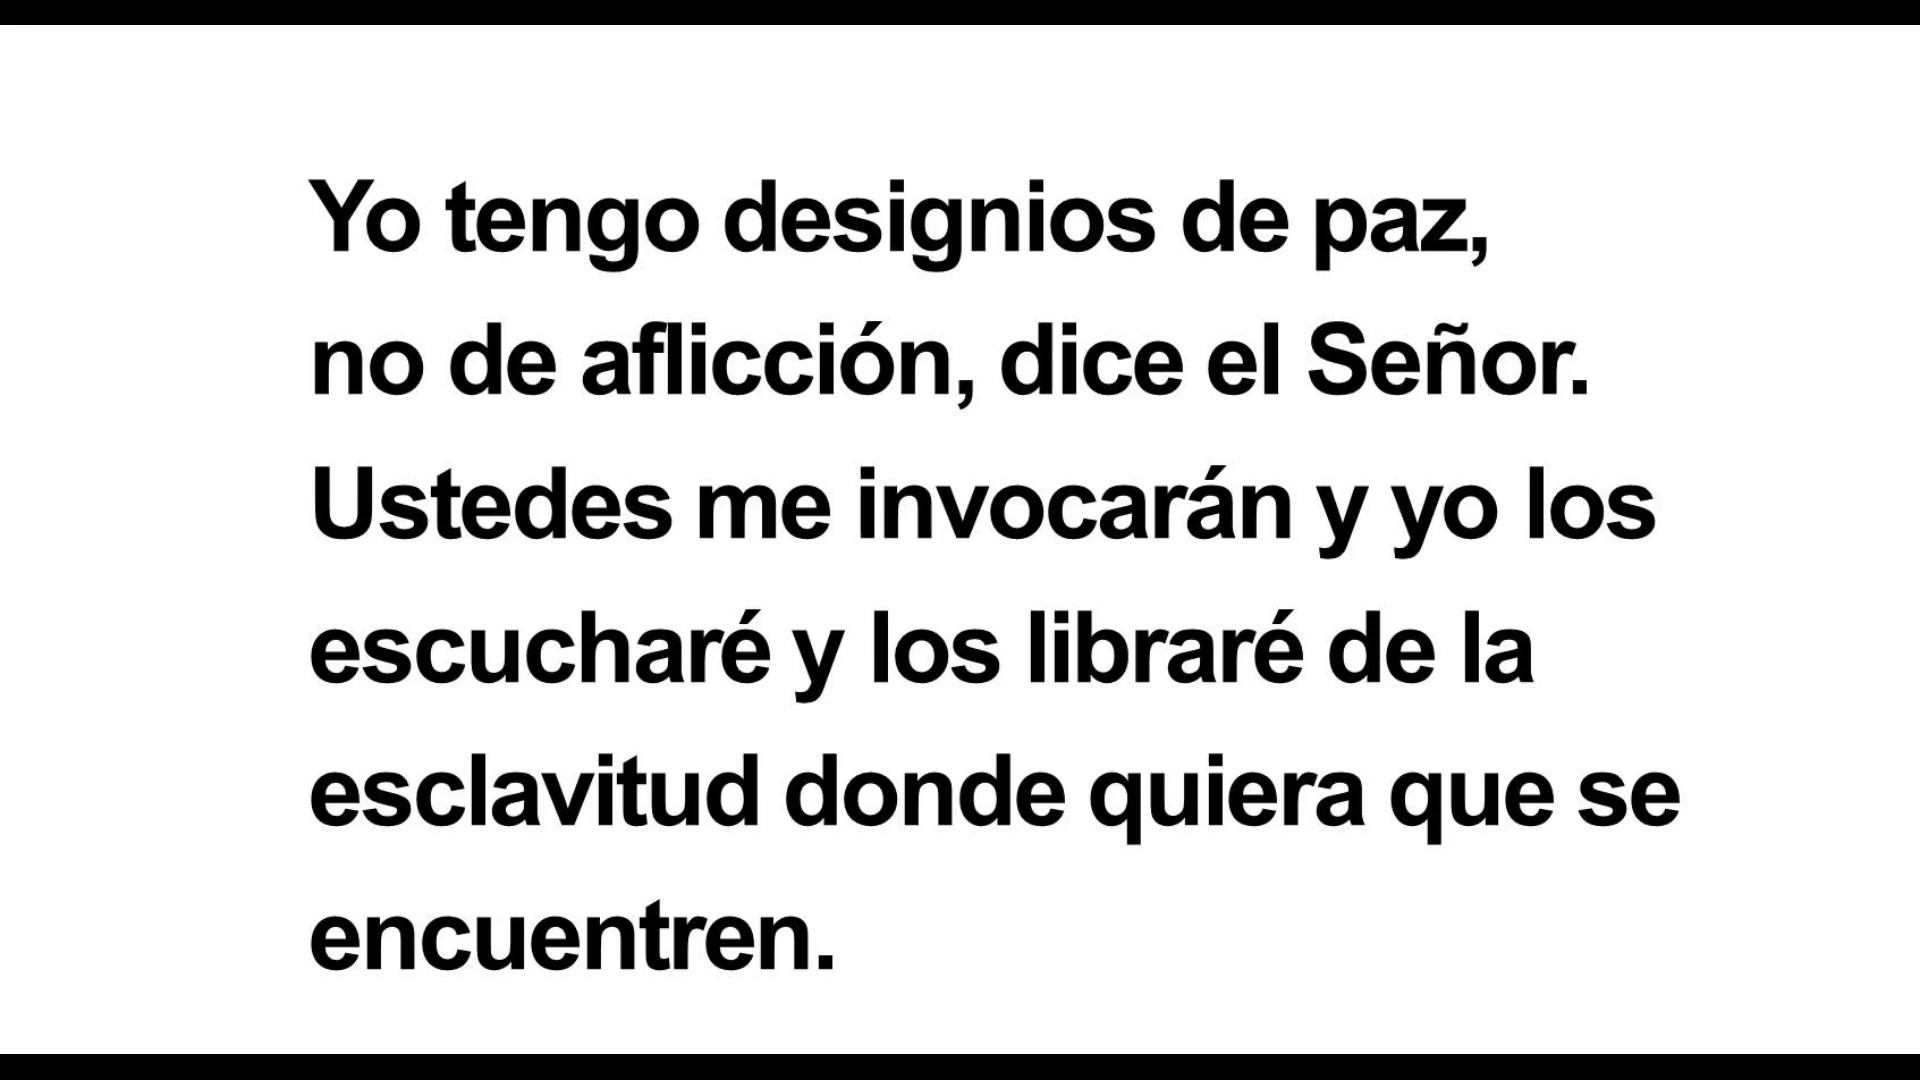 Yo tengo designios de paz,
no de aflicción, dice el Señor.
Ustedes me invocarán y yo los
escucharé y los libraré de la
esclavitud donde quiera que se
encuentren.